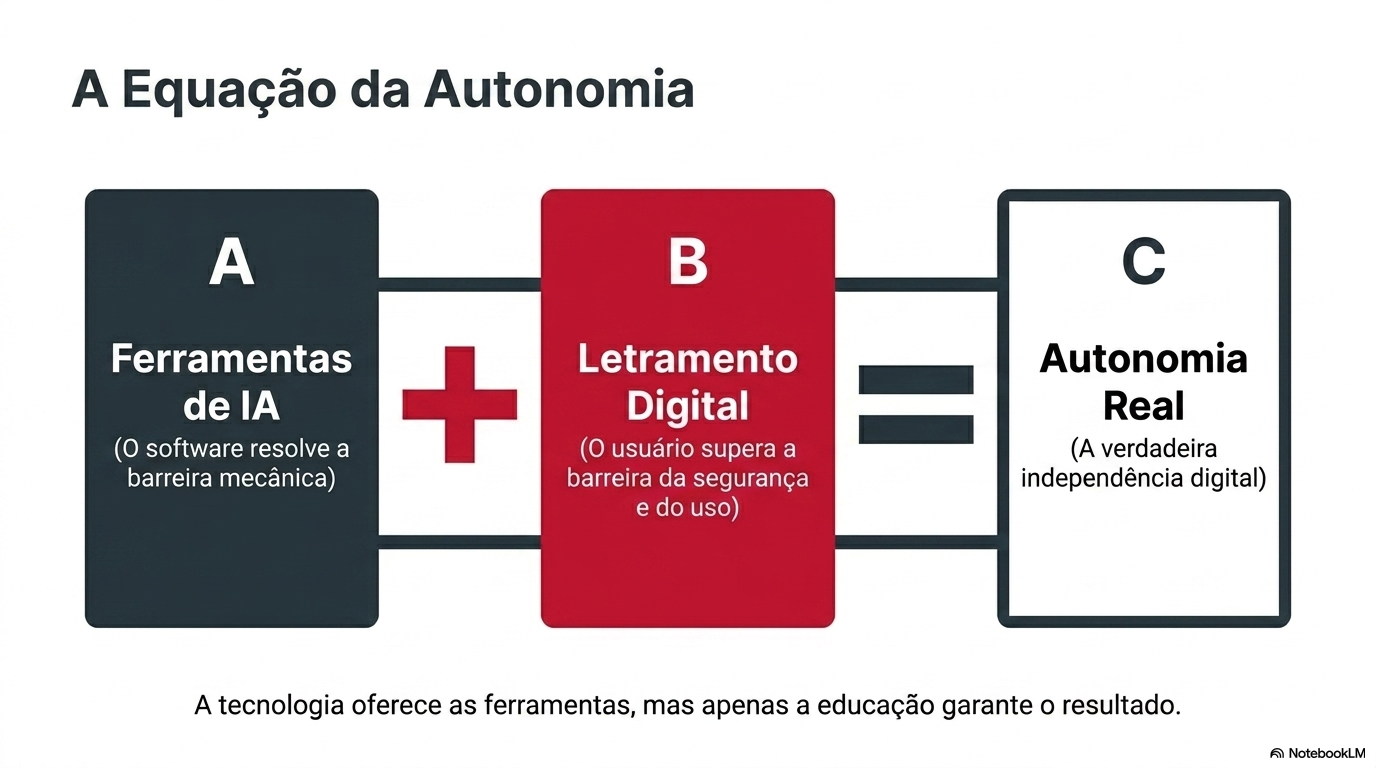 A Equação da Autonomia
A
Ferramentas
de IA
(O software resolve a
barreira mecânica)
+
B
Letramento
Digital
(O usuário supera a
barreira da segurança
e do uso)
=
C
Autonomia
Real
(A verdadeira
independência digital)
A tecnologia oferece as ferramentas, mas apenas a educação garante o resultado.
NotebookLM